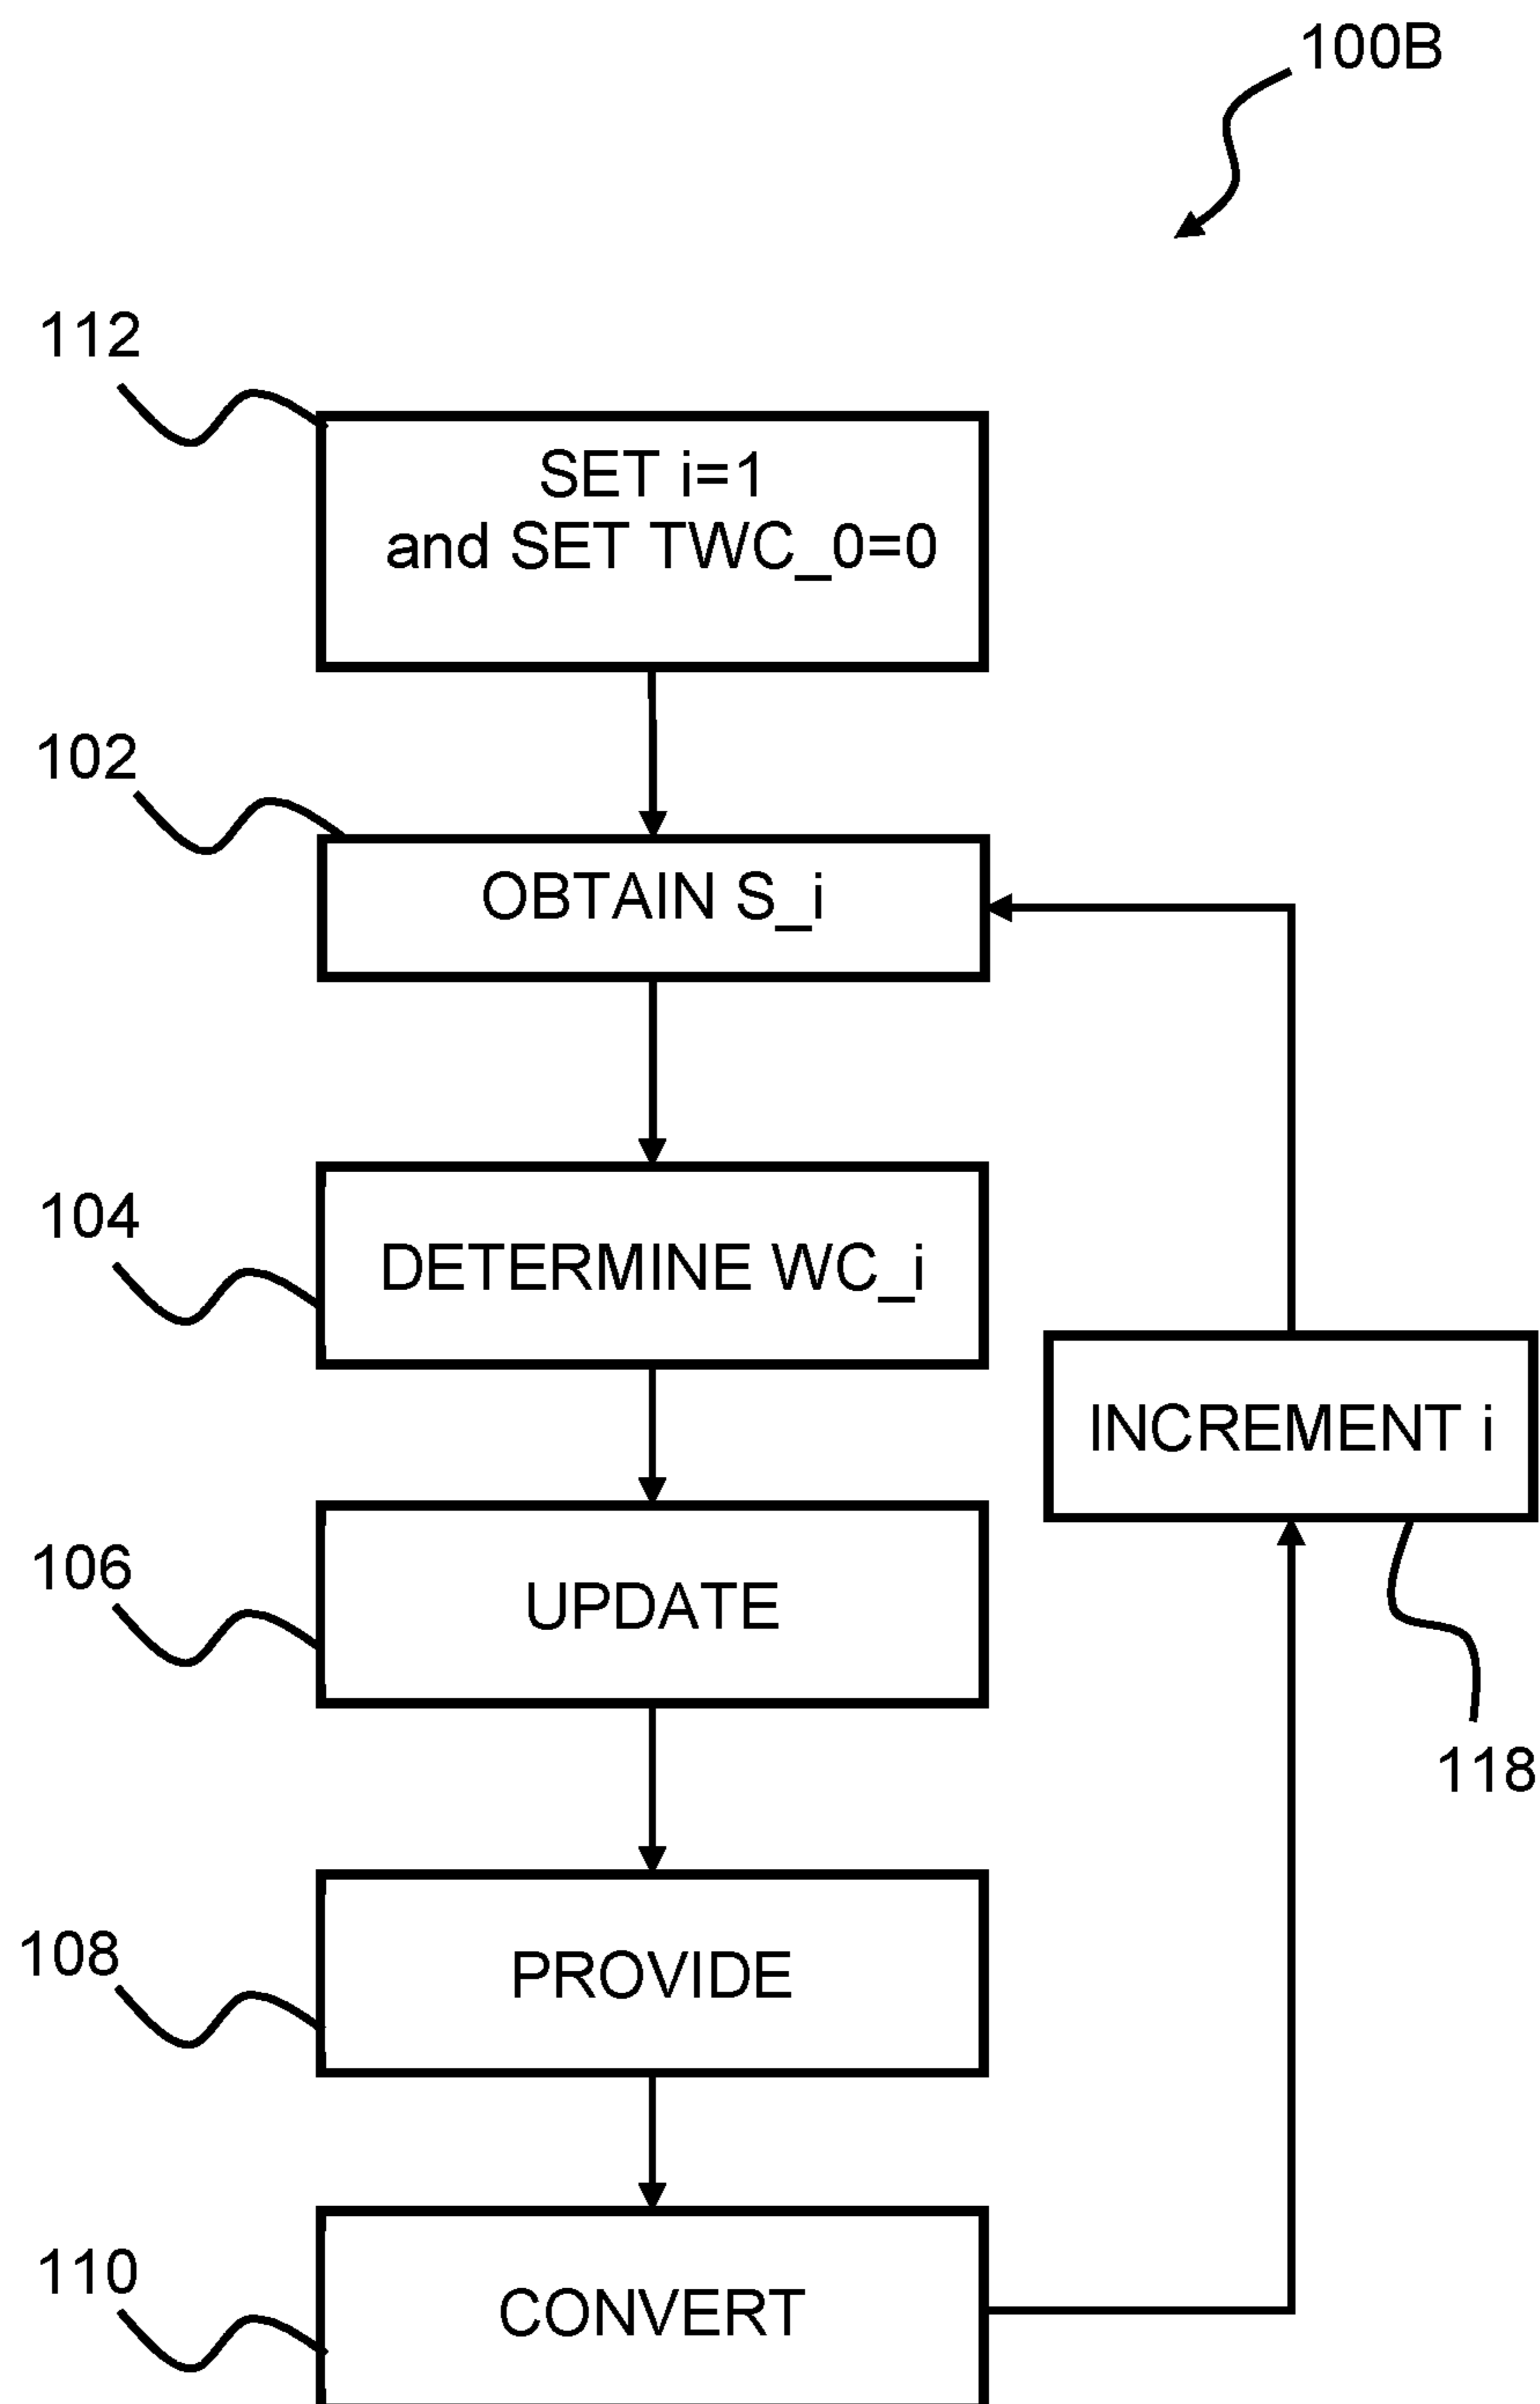 100B
112
SET i=1
and SET TWC_0=0
102
OBTAIN S_i
104
DETERMINE WC_i
INCREMENT i
106
UPDATE
118
108
PROVIDE
110
CONVERT